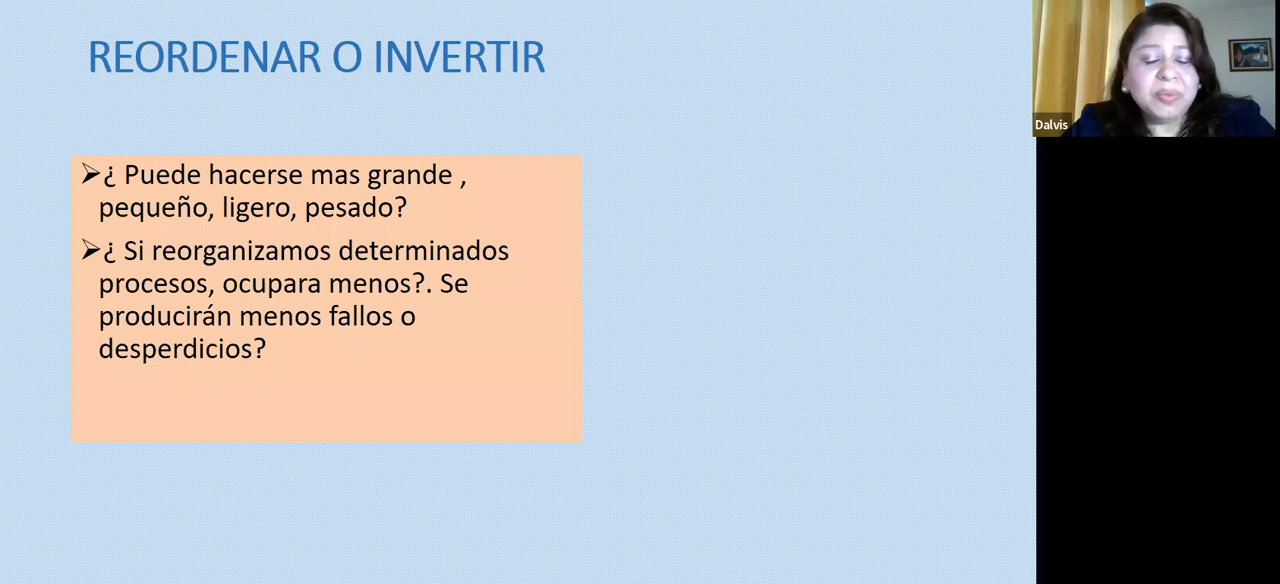 REORDENAR O INVERTIR
➢¿ Puede hacerse mas grande ,
pequeño, ligero, pesado?
➢¿ Si reorganizamos determinados
procesos, ocupara menos?. Se
producirán menos fallos o
desperdicios?
Dalvis